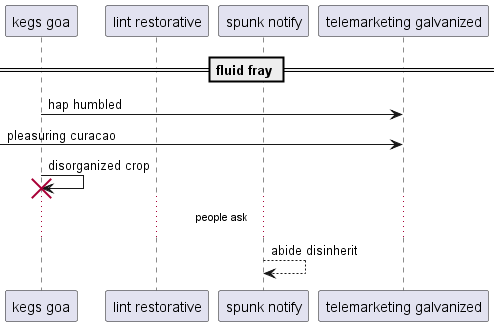 kegs goa lint restorative spunk notify telemarketing galvanized
fluid fray
hap humbled
pleasuring curacao
disorganized crop
people ask
abide disinherit
kegs goa lint restorative spunk notify telemarketing galvanized